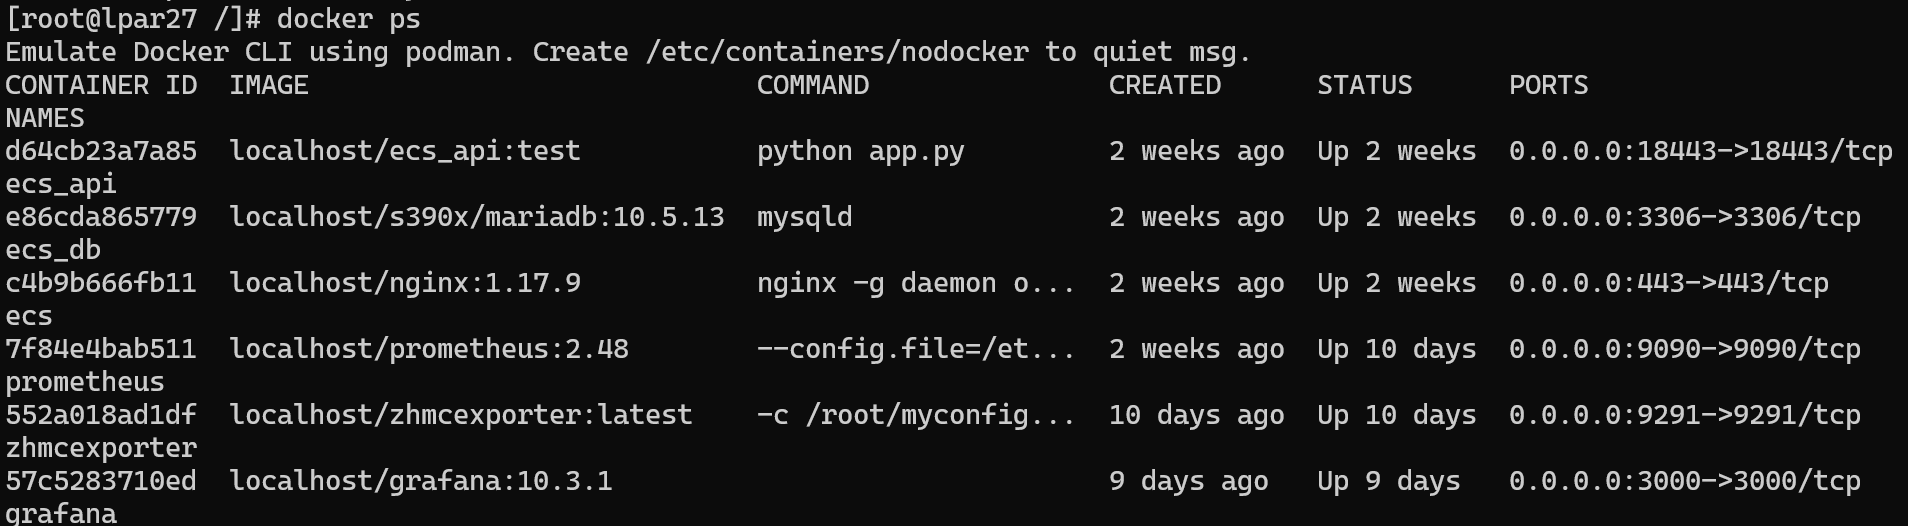 [root@lpar27 /]# docker ps
Emulate Docker CLI using podman. Create /etc/containers/nodocker to quiet msg.
CONTAINER ID  IMAGE                            COMMAND               CREATED      STATUS      PORTS
NAMES
d64cb23a7a85  localhost/ecs_api:test           python app.py         2 weeks ago  Up 2 weeks  0.0.0.0:18443->18443/tcp
ecs_api
e86cda865779  localhost/s390x/mariadb:10.5.13  mysqld                2 weeks ago  Up 2 weeks  0.0.0.0:3306->3306/tcp
ecs_db
c4b9b666fb11  localhost/nginx:1.17.9           nginx -g daemon o...  2 weeks ago  Up 2 weeks  0.0.0.0:443->443/tcp
ecs
7f84e4bab511  localhost/prometheus:2.48        --config.file=/et...  2 weeks ago  Up 10 days  0.0.0.0:9090->9090/tcp
prometheus
552a018ad1df  localhost/zhmcexporter:latest    -c /root/myconfig...  10 days ago  Up 10 days  0.0.0.0:9291->9291/tcp
zhmcexporter
57c5283710ed  localhost/grafana:10.3.1                               9 days ago   Up 9 days   0.0.0.0:3000->3000/tcp
grafana